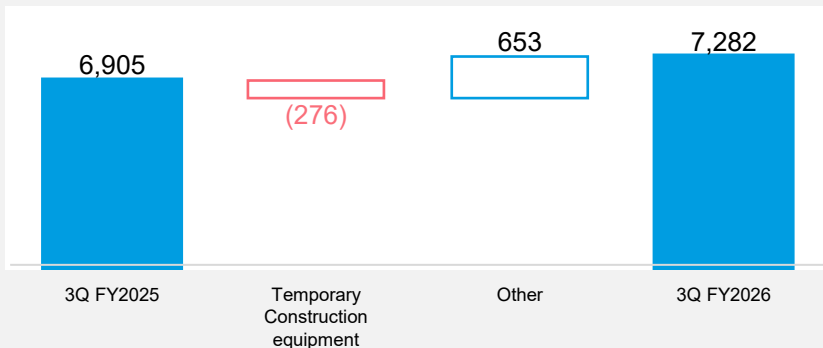 6,905
(276)
653
7,282
3Q FY2025
Temporary
Construction
equipment
Other
3Q FY2026